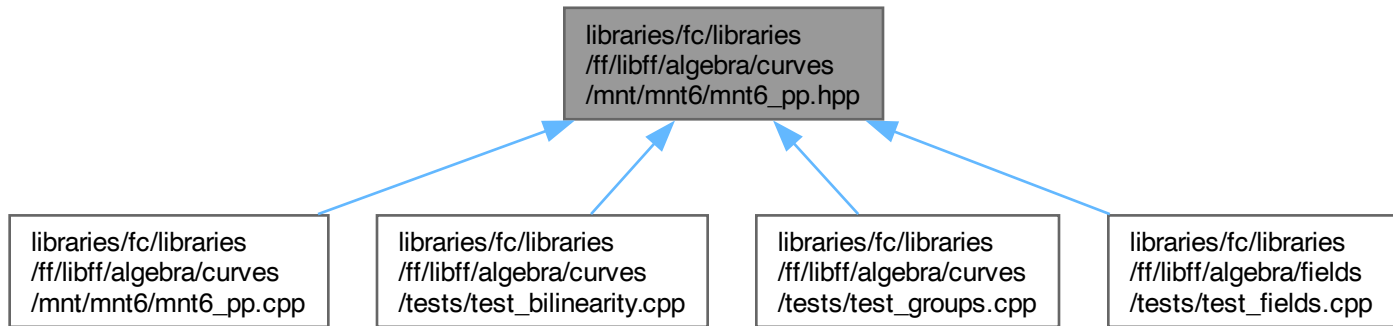 libraries/fc/libraries
/ff/libff/algebra/curves
/mnt/mnt6/mnt6_pp.hpp
libraries/fc/libraries
/ff/libff/algebra/curves
/mnt/mnt6/mnt6_pp.cpp
libraries/fc/libraries
/ff/libff/algebra/curves
/tests/test_bilinearity.cpp
libraries/fc/libraries
/ff/libff/algebra/curves
/tests/test_groups.cpp
libraries/fc/libraries
/ff/libff/algebra/fields
/tests/test_fields.cpp